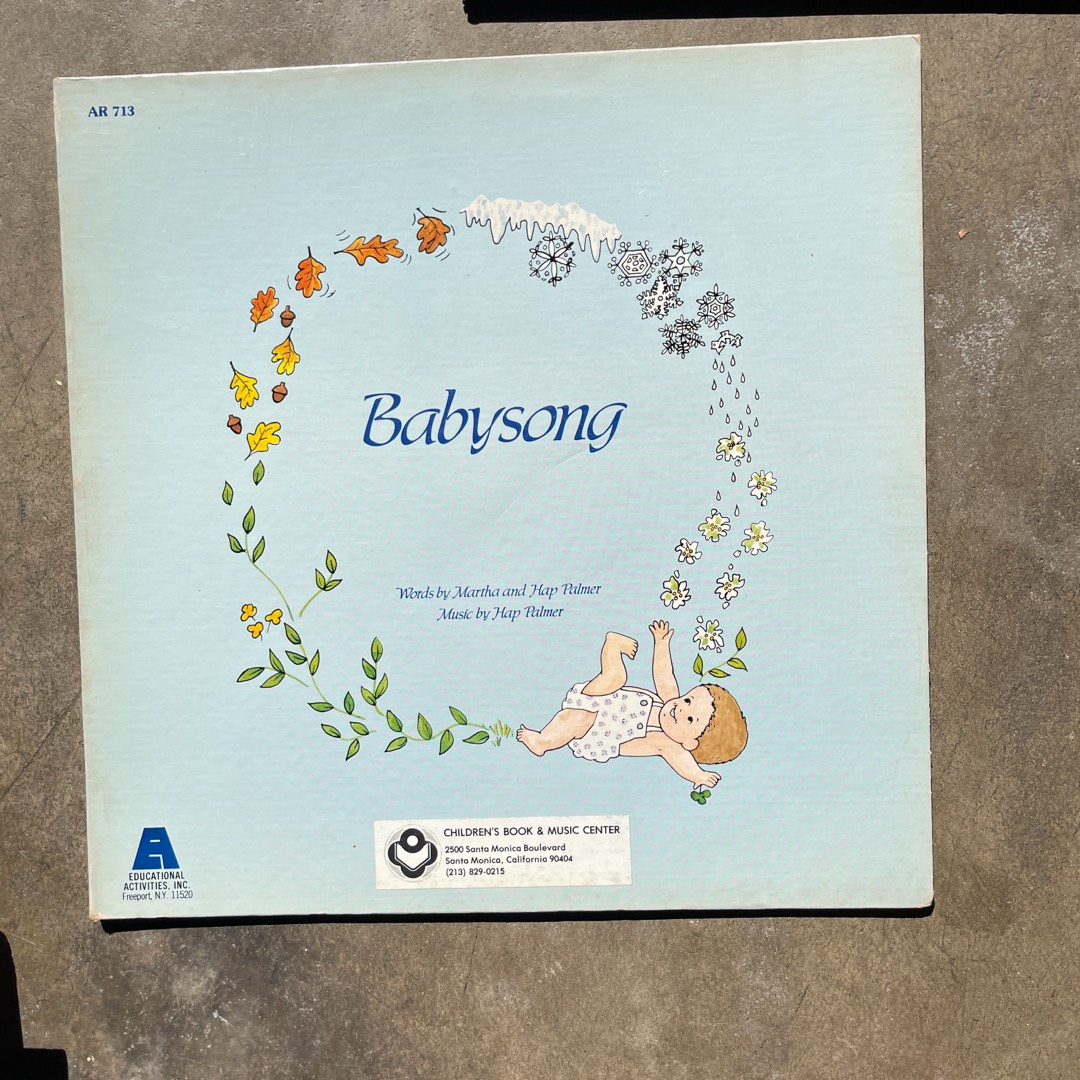 AR 713
Babysong
Words by Martha and Hap Palmer
Music by Hap Palmer
EA
EDUCATIONAL
ACTIVITIES, INC.
Freeport, N.Y. 11520
CHILDREN'S BOOK & MUSIC CENTER
2500 Santa Monica Boulevard
Santa Monica, California 90404
(213) 829-0215